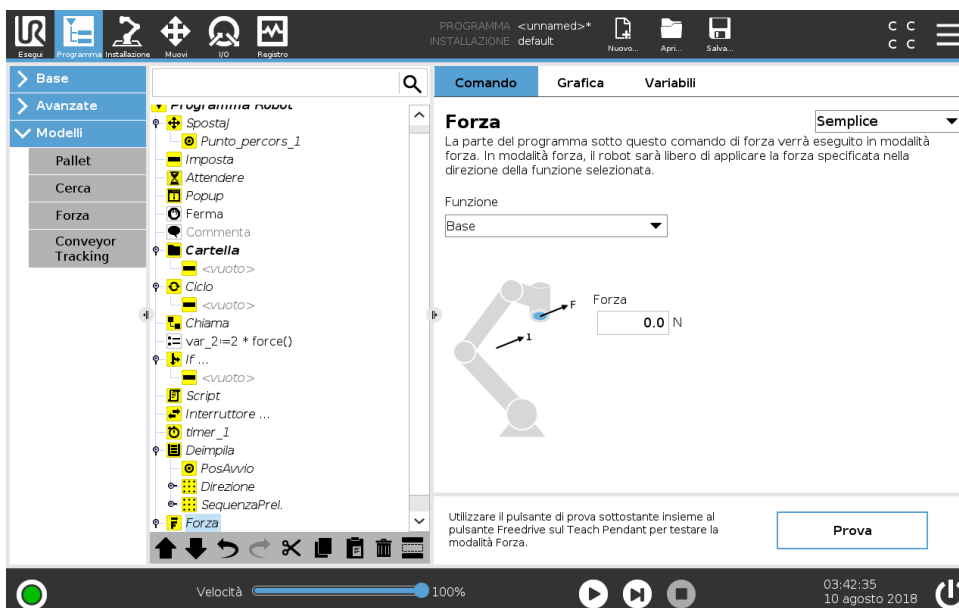 PROGRAMMA <unnamed>*
INSTALLAZIONE default
Esegui Programma Installazione Muovi I/O Registro
Nuovo... Apri... Salva...
C C
C C
Base
Avanzate
Modelli
Pallet
Cerca
Forza
Conveyor
Tracking
Programma Robot
SpostaJ
Punto_percors_1
Imposta
Attendere
Popup
Ferma
Commenta
Cartella
<vuoto>
Ciclo
<vuoto>
Chiama
var_2:=2 * force()
If ...
<vuoto>
Script
Interruttore ...
timer_1
Deimpila
PosAvvio
Direzione
SequenzaPrel.
Forza
Comando Grafica Variabili
Forza
Semplice
La parte del programma sotto questo comando di forza verrà eseguito in modalità
forza. In modalità forza, il robot sarà libero di applicare la forza specificata nella
direzione della funzione selezionata.
Funzione
Base
F
1
Forza
0.0 N
Utilizzare il pulsante di prova sottostante insieme al
pulsante Freedrive sul Teach Pendant per testare la
modalità Forza.
Prova
Velocità 100%
03:42:35
10 agosto 2018